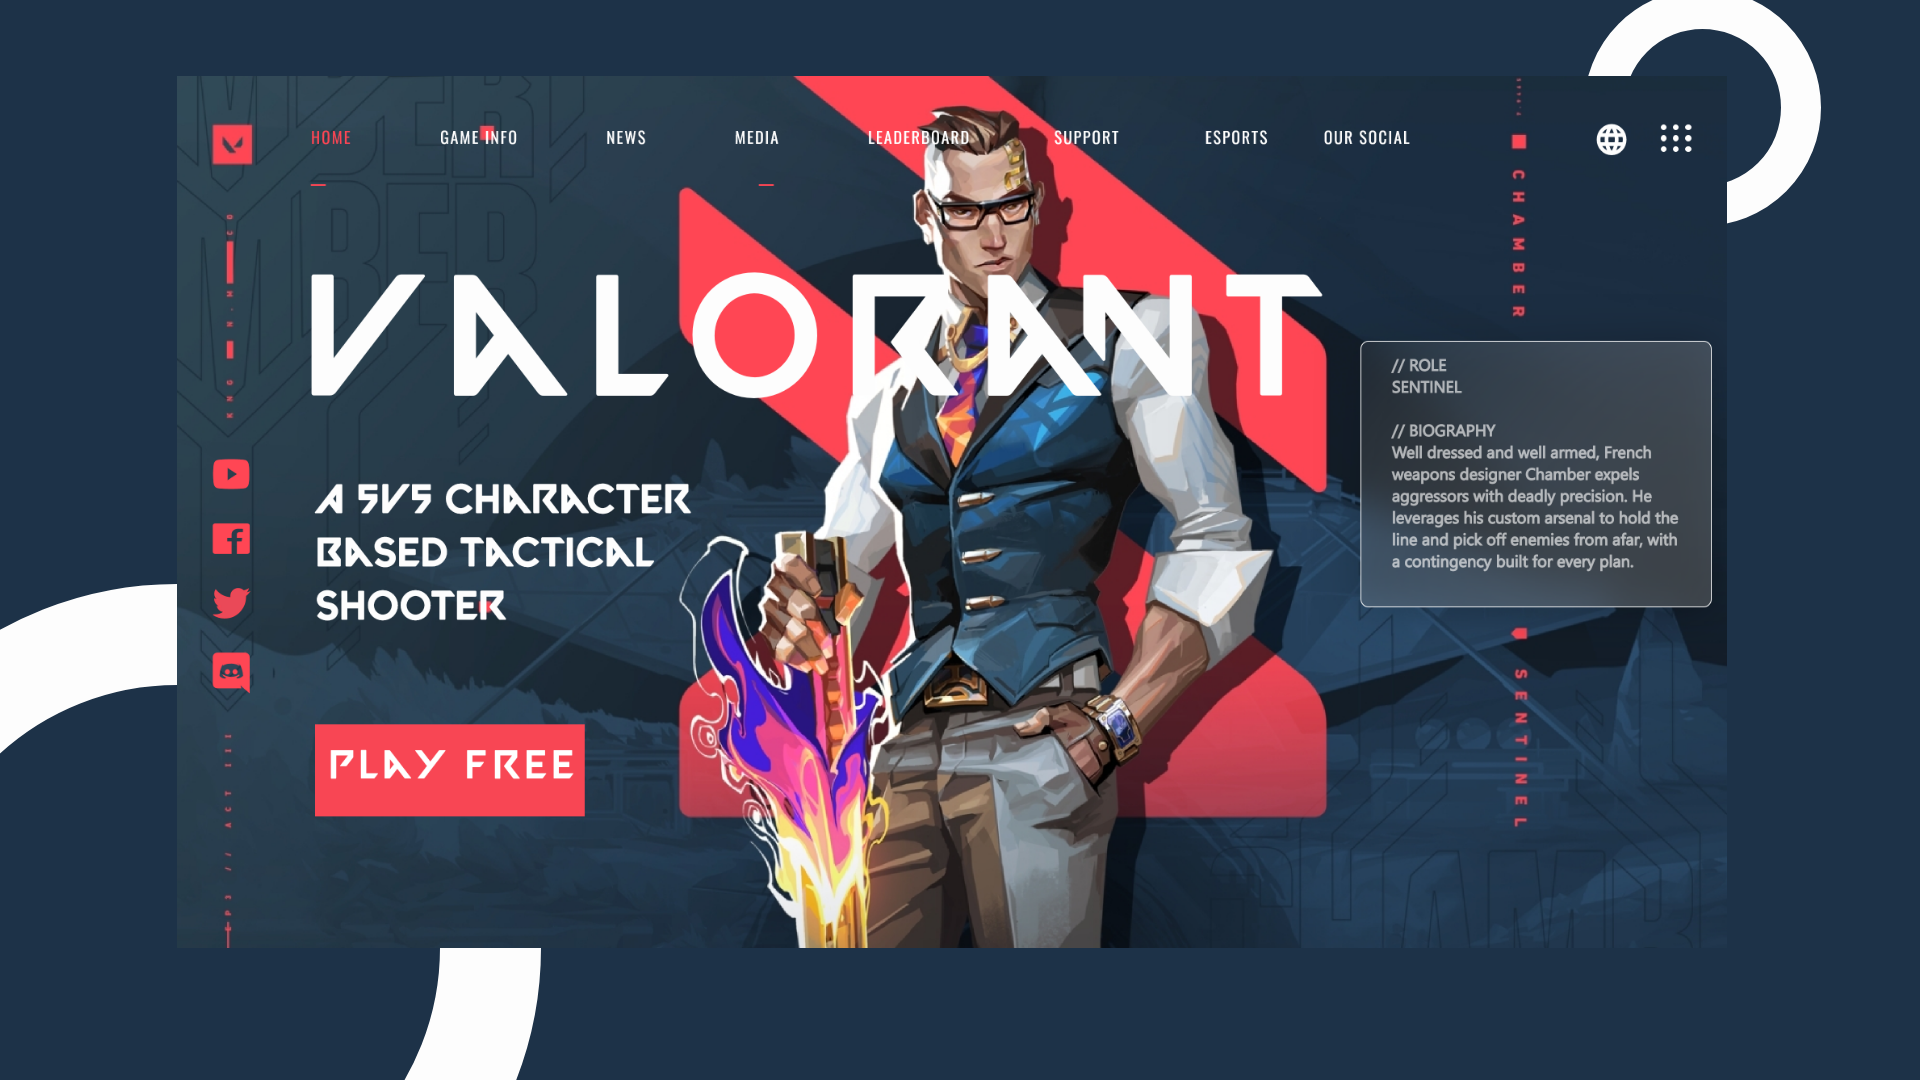 HOME GAME INFO NEWS MEDIA LEADERBOARD SUPPORT ESPORTS OUR SOCIAL
VALORANT
A 5V5 CHARACTER
BASED TACTICAL
SHOOTER
PLAY FREE
CHAMBER
// ROLE
SENTINEL
// BIOGRAPHY
Well dressed and well armed, French
weapons designer Chamber expels
aggressors with deadly precision. He
leverages his custom arsenal to hold the
line and pick off enemies from afar, with
a contingency built for every plan.
SENTINEL